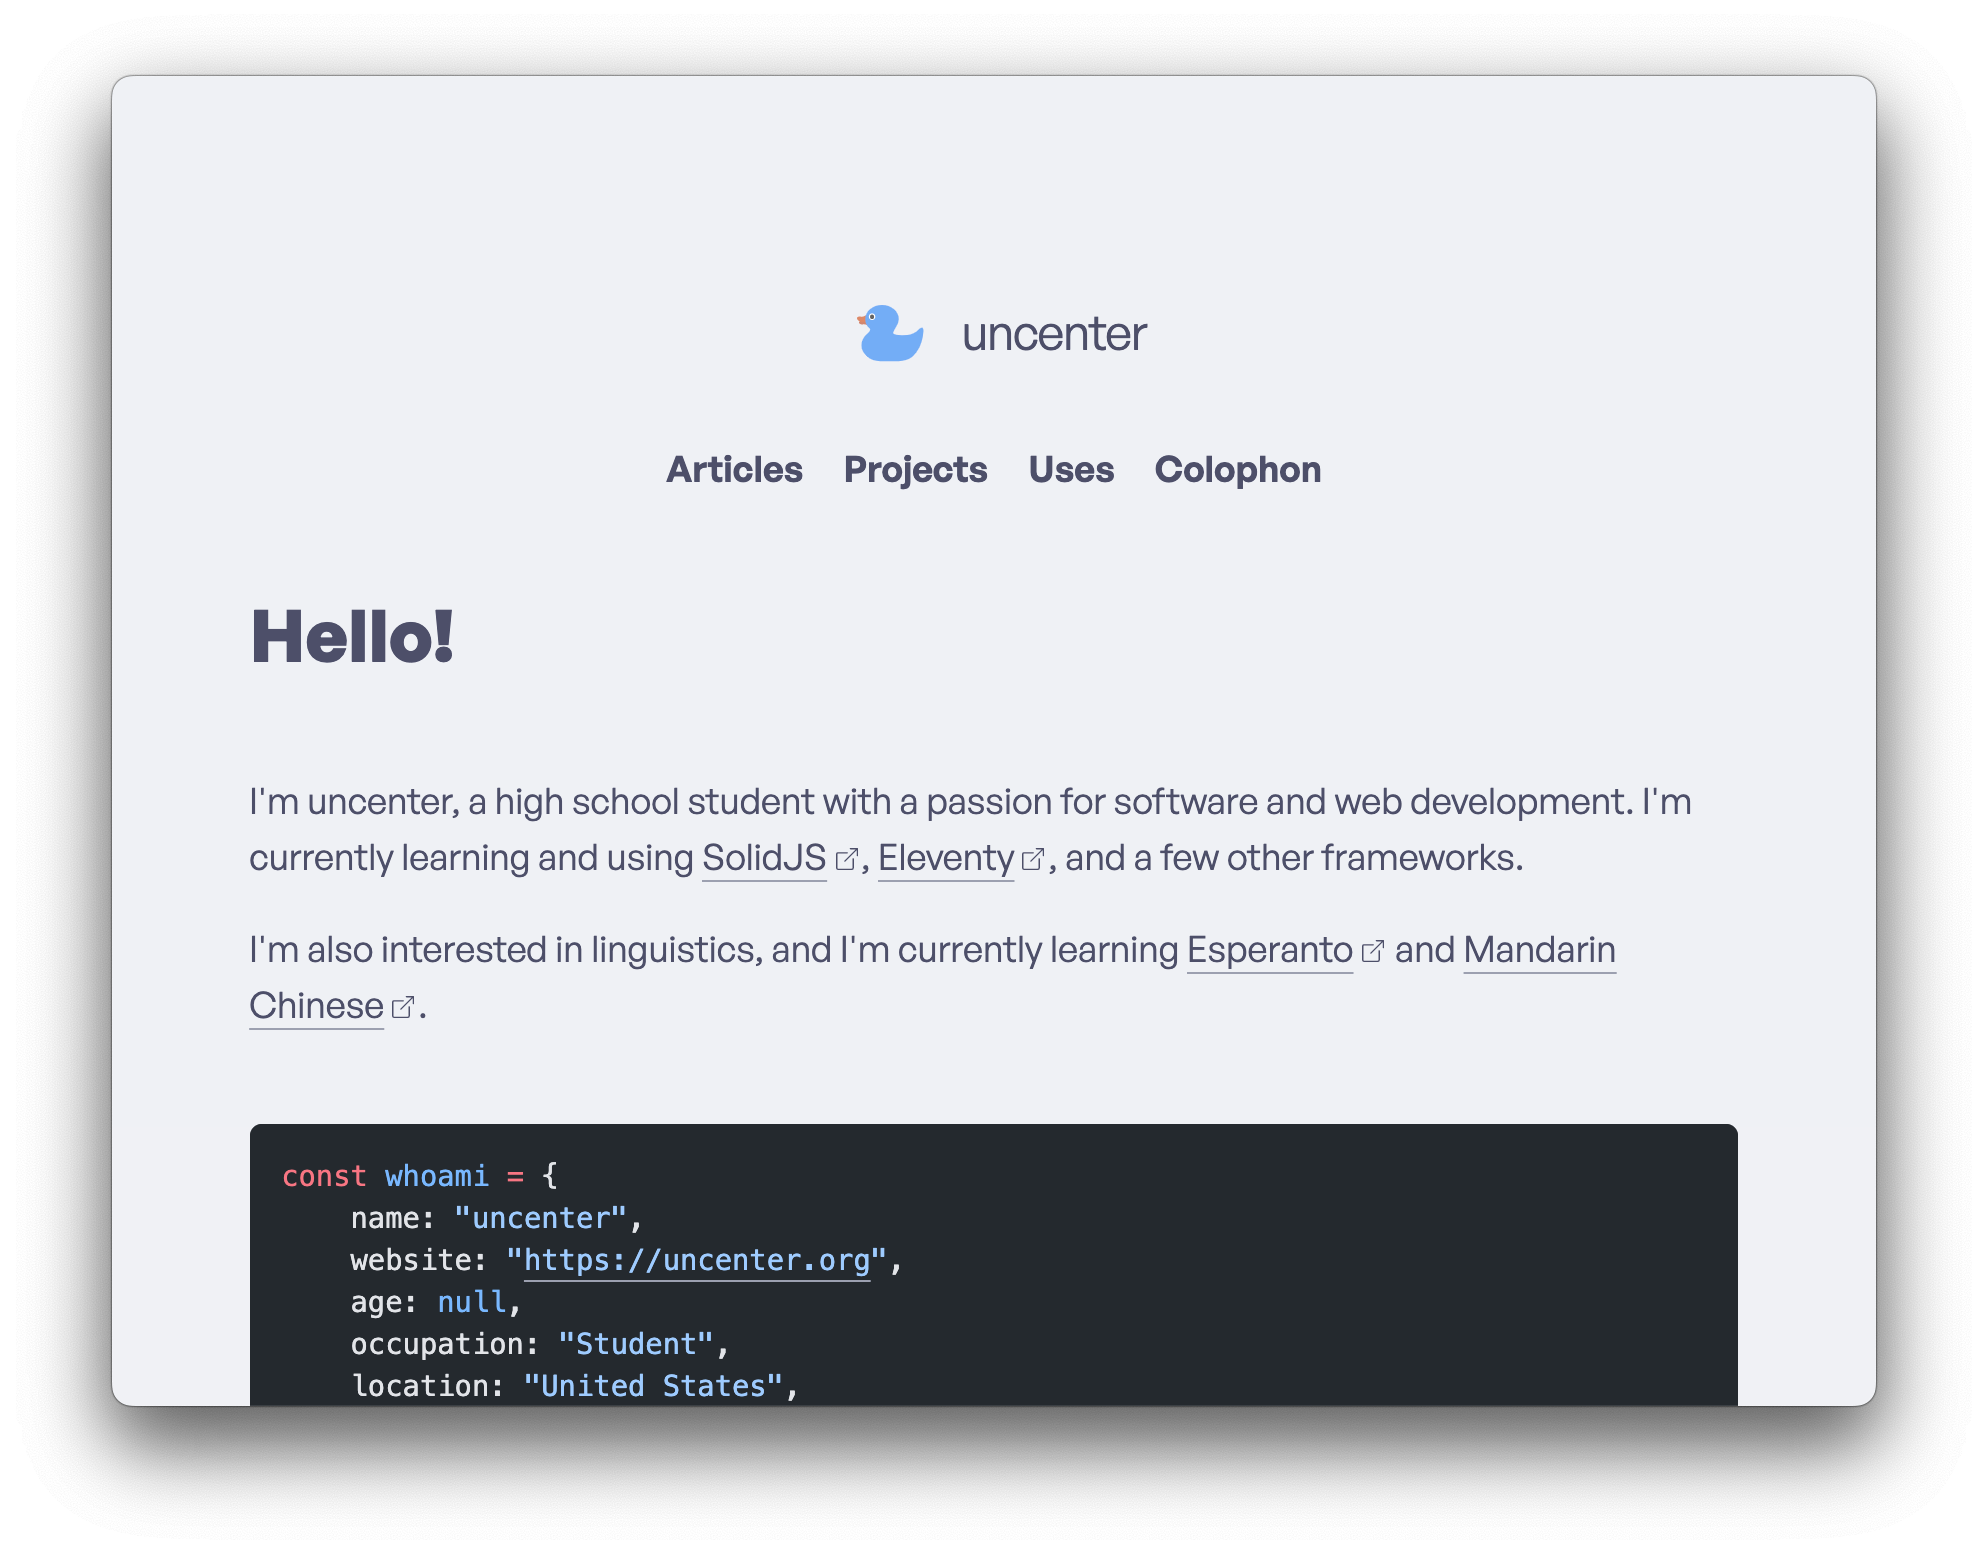 uncenter
Articles Projects Uses Colophon
Hello!
I'm uncenter, a high school student with a passion for software and web development. I'm
currently learning and using SolidJS, Eleventy, and a few other frameworks.
I'm also interested in linguistics, and I'm currently learning Esperanto and Mandarin
Chinese.
const whoami = {
    name: "uncenter",
    website: "https://uncenter.org",
    age: null,
    occupation: "Student",
    location: "United States",